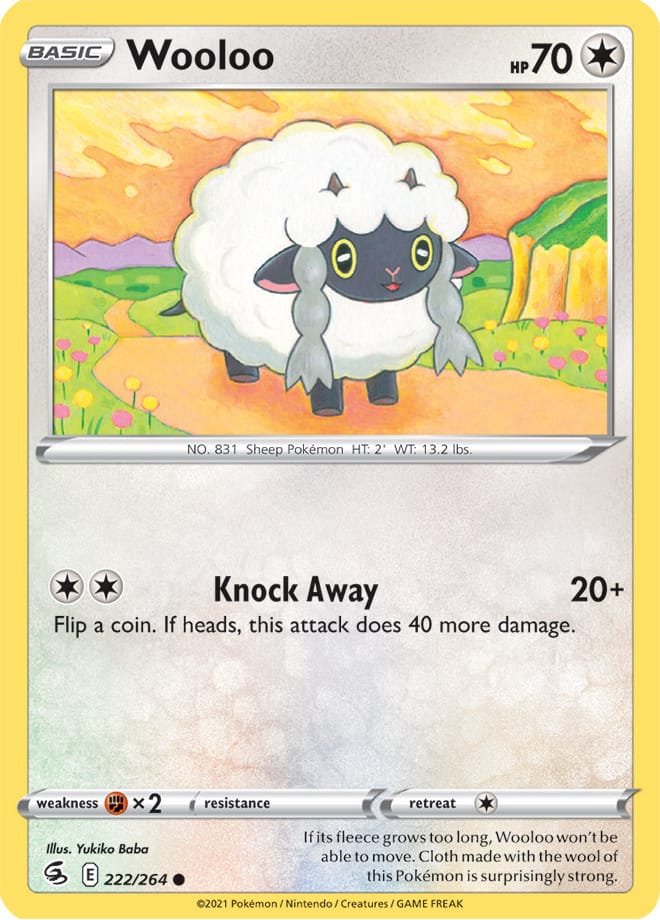 BASIC Wooloo HP 70
NO. 831 Sheep Pokémon HT: 2' WT: 13.2 lbs.
Knock Away 20+
Flip a coin. If heads, this attack does 40 more damage.
weakness ×2 resistance retreat
Illus. Yukiko Baba
E 222/264
If its fleece grows too long, Wooloo won't be
able to move. Cloth made with the wool of
this Pokémon is surprisingly strong.
©2021 Pokémon / Nintendo / Creatures / GAME FREAK